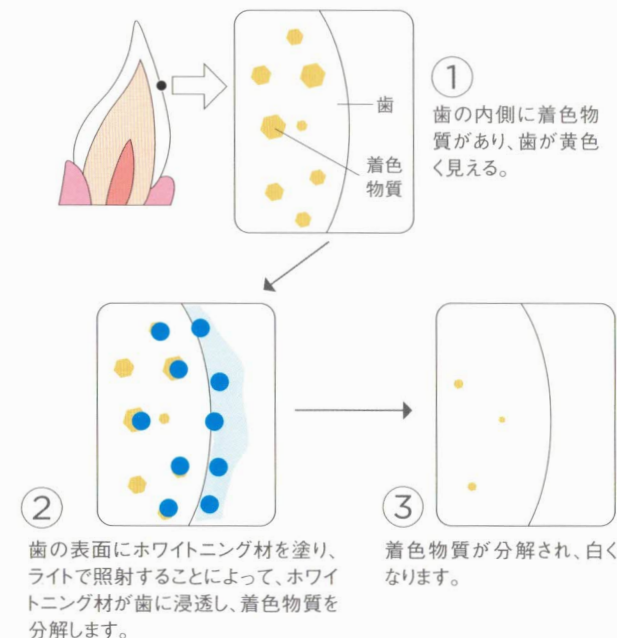 歯
着色
物質
①
歯の内側に着色物
質があり、歯が黄色
く見える。
②
歯の表面にホワイトニング材を塗り、
ライトで照射することによって、ホワイ
トニング材が歯に浸透し、着色物質を
分解します。
③
着色物質が分解され、白く
なります。